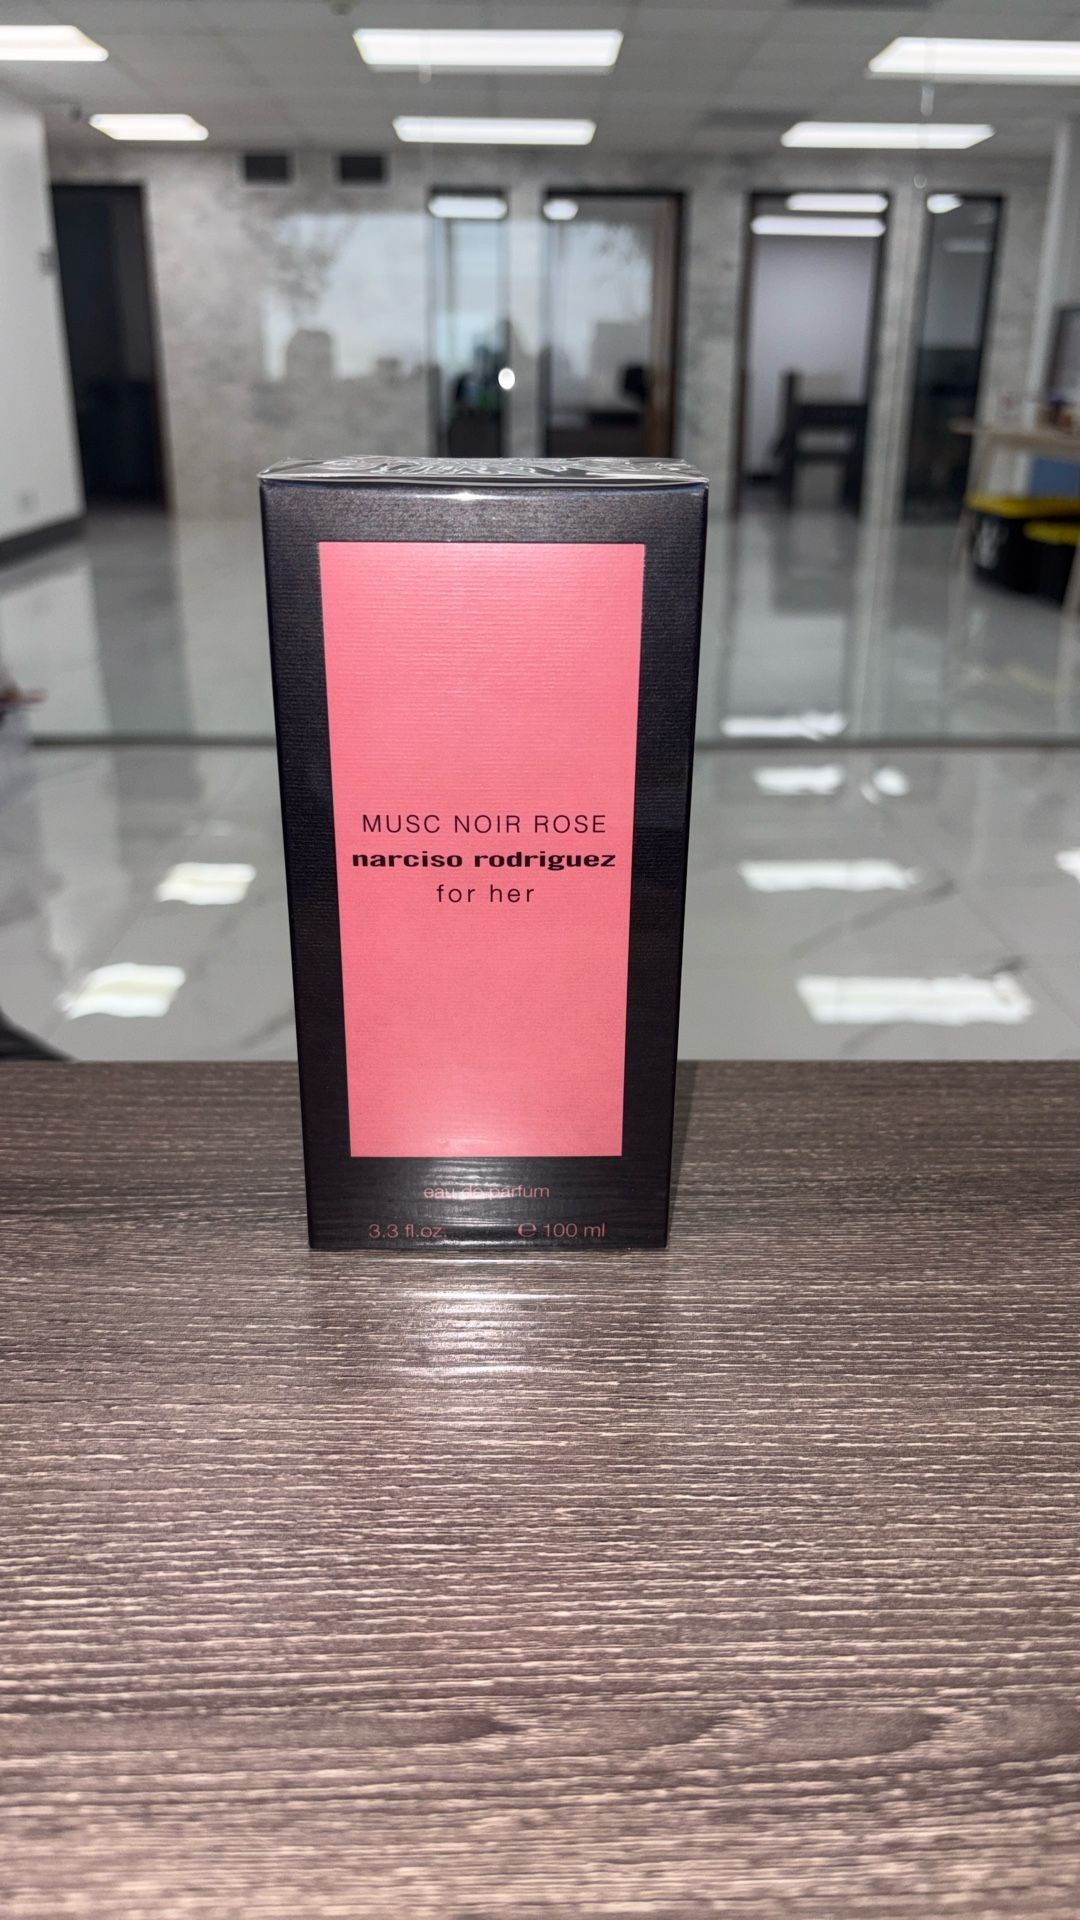 MUSC NOIR ROSE
narciso rodriguez
for her
eau de parfum
3.3 fl.oz. ℮ 100 ml